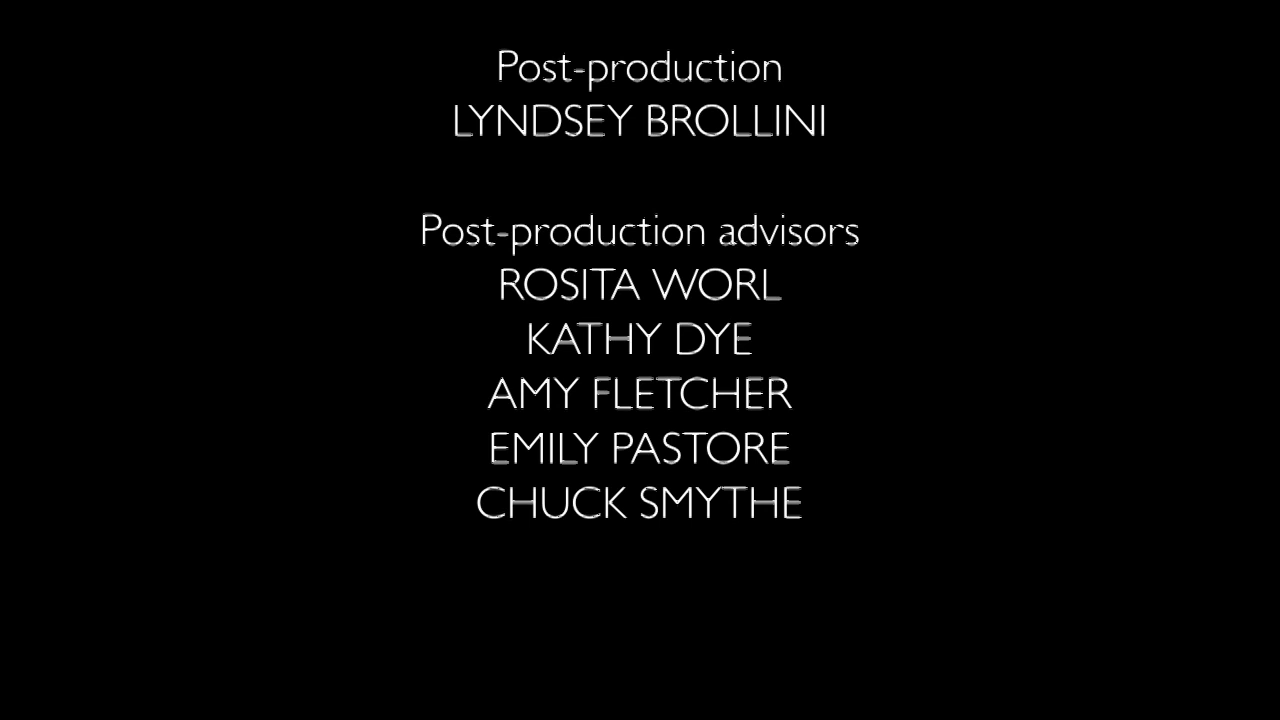 Post-production
LYNDSEY BROLLINI
Post-production advisors
ROSITA WORL
KATHY DYE
AMY FLETCHER
EMILY PASTORE
CHUCK SMYTHE